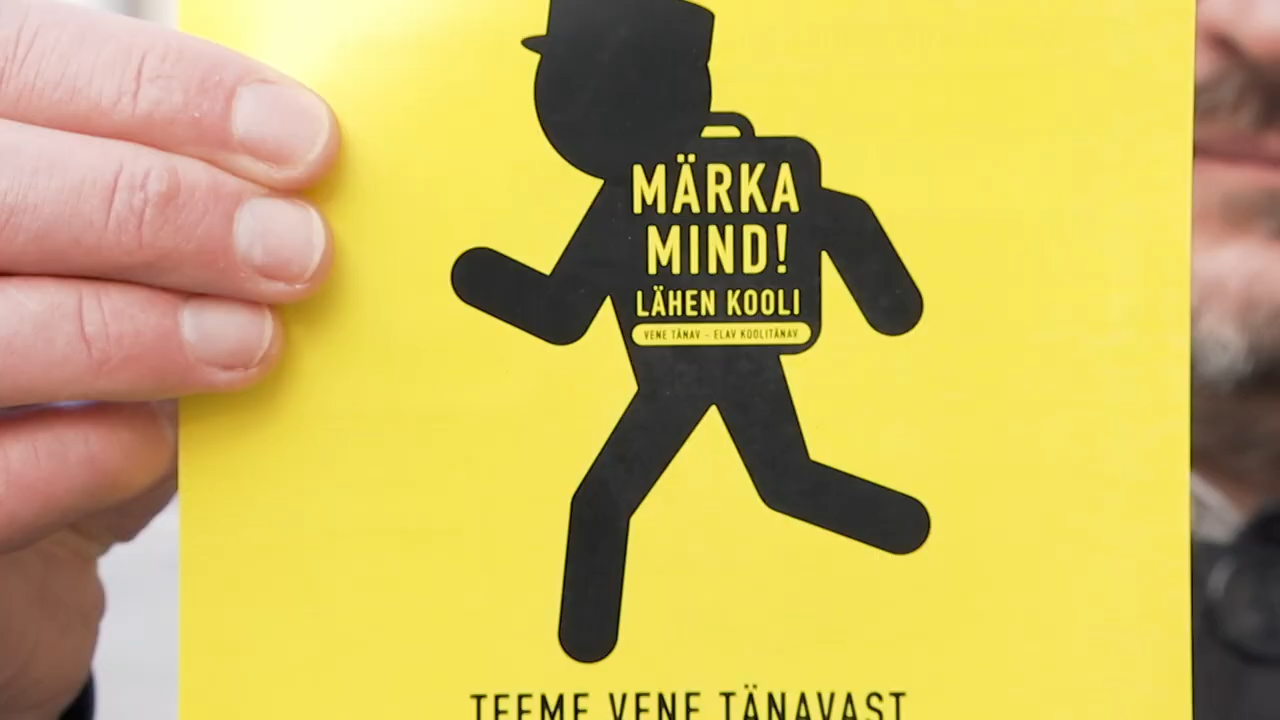 MÄRKA
MIND!
LÄHEN KOOLI
VENE TÄNAV - ELAV KOOLITÄNAV
TEEME VENE TÄNAVAST